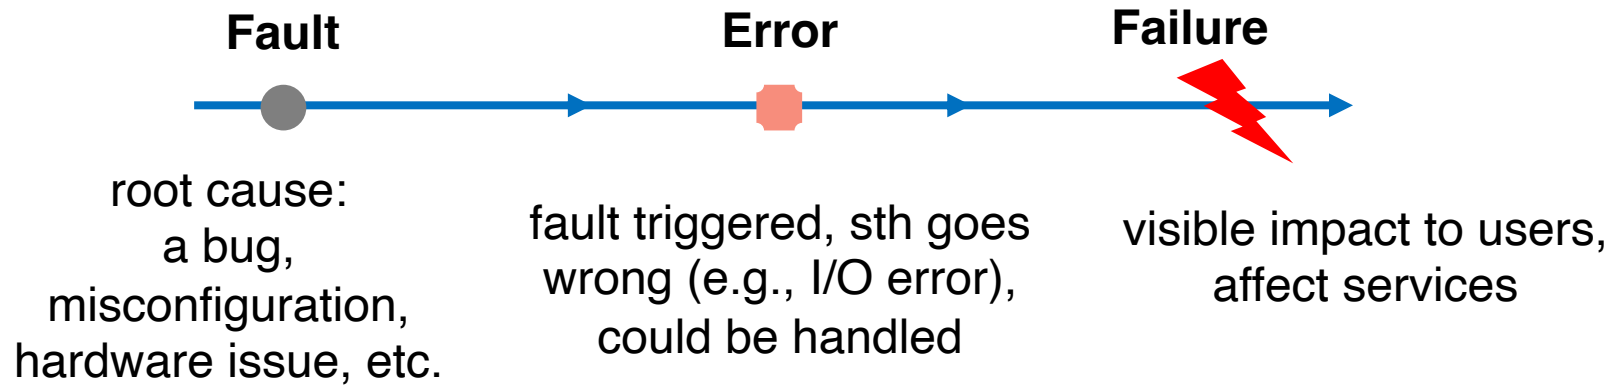 Fault
Error
Failure
root cause:
a bug,
misconfiguration,
hardware issue, etc.
fault triggered, sth goes
wrong (e.g., I/O error),
could be handled
visible impact to users,
affect services